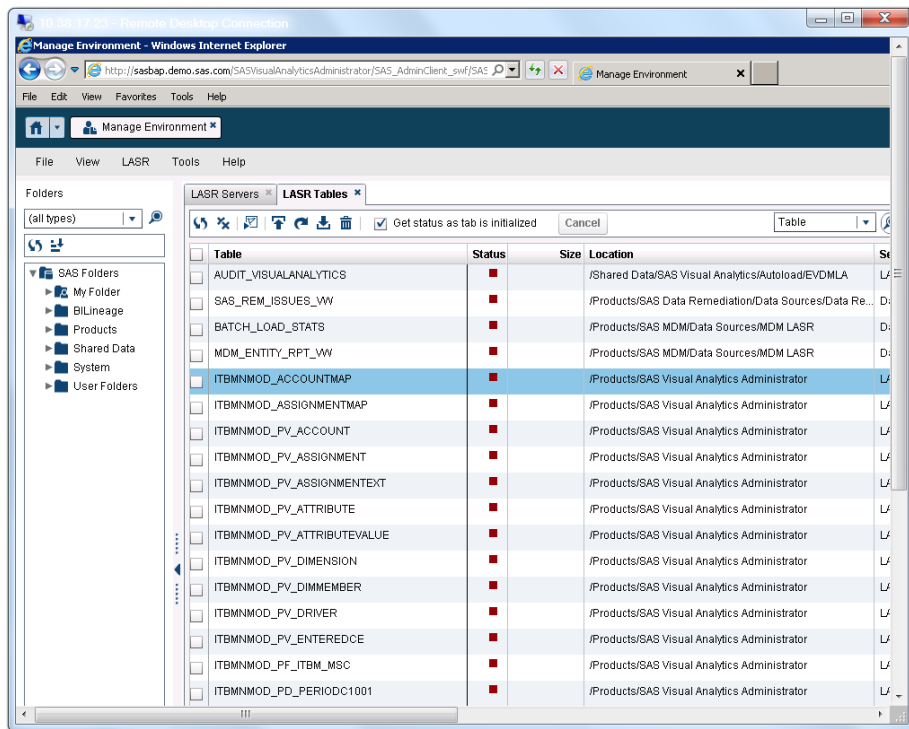 10.38.17.23 - Remote Desktop Connection
Manage Environment - Windows Internet Explorer
http://sasbap.demo.sas.com/SASVisualAnalyticsAdministrator/SAS_AdminClient_swf/SAS
Manage Environment
File Edit View Favorites Tools Help
Manage Environment
File View LASR Tools Help
Folders
LASR Servers LASR Tables
(all types)
Get status as tab is initialized Cancel Table
Table Status Size Location Se
SAS Folders
My Folder
BILineage
Products
Shared Data
System
User Folders
AUDIT_VISUALANALYTICS /Shared Data/SAS Visual Analytics/Autoload/EVDMLA
SAS_REM_ISSUES_VW /Products/SAS Data Remediation/Data Sources/Data Re...
BATCH_LOAD_STATS /Products/SAS MDM/Data Sources/MDM LASR
MDM_ENTITY_RPT_VW /Products/SAS MDM/Data Sources/MDM LASR
ITBMNMOD_ACCOUNTMAP /Products/SAS Visual Analytics Administrator
ITBMNMOD_ASSIGNMENTMAP /Products/SAS Visual Analytics Administrator
ITBMNMOD_PV_ACCOUNT /Products/SAS Visual Analytics Administrator
ITBMNMOD_PV_ASSIGNMENT /Products/SAS Visual Analytics Administrator
ITBMNMOD_PV_ASSIGNMENTEXT /Products/SAS Visual Analytics Administrator
ITBMNMOD_PV_ATTRIBUTE /Products/SAS Visual Analytics Administrator
ITBMNMOD_PV_ATTRIBUTEVALUE /Products/SAS Visual Analytics Administrator
ITBMNMOD_PV_DIMENSION /Products/SAS Visual Analytics Administrator
ITBMNMOD_PV_DIMMEMBER /Products/SAS Visual Analytics Administrator
ITBMNMOD_PV_DRIVER /Products/SAS Visual Analytics Administrator
ITBMNMOD_PV_ENTEREDCE /Products/SAS Visual Analytics Administrator
ITBMNMOD_PF_ITBM_MSC /Products/SAS Visual Analytics Administrator
ITBMNMOD_PD_PERIODC1001 /Products/SAS Visual Analytics Administrator